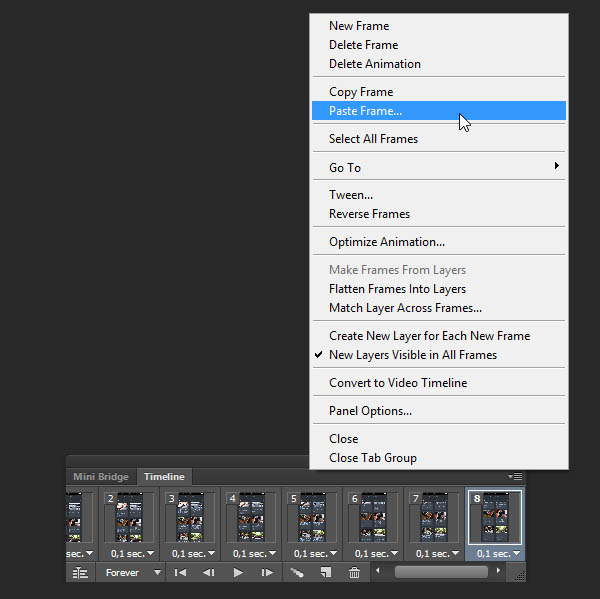 New Frame
Delete Frame
Delete Animation
Copy Frame
Paste Frame...
Select All Frames
Go To
Tween...
Reverse Frames
Optimize Animation...
Make Frames From Layers
Flatten Frames Into Layers
Match Layer Across Frames...
Create New Layer for Each New Frame
New Layers Visible in All Frames
Convert to Video Timeline
Panel Options...
Close
Close Tab Group
Mini Bridge Timeline
2 3 4 5 6 7 8
sec. 0,1 sec. 0,1 sec. 0,1 sec. 0,1 sec. 0,1 sec. 0,1 sec. 0,1 sec.
Forever